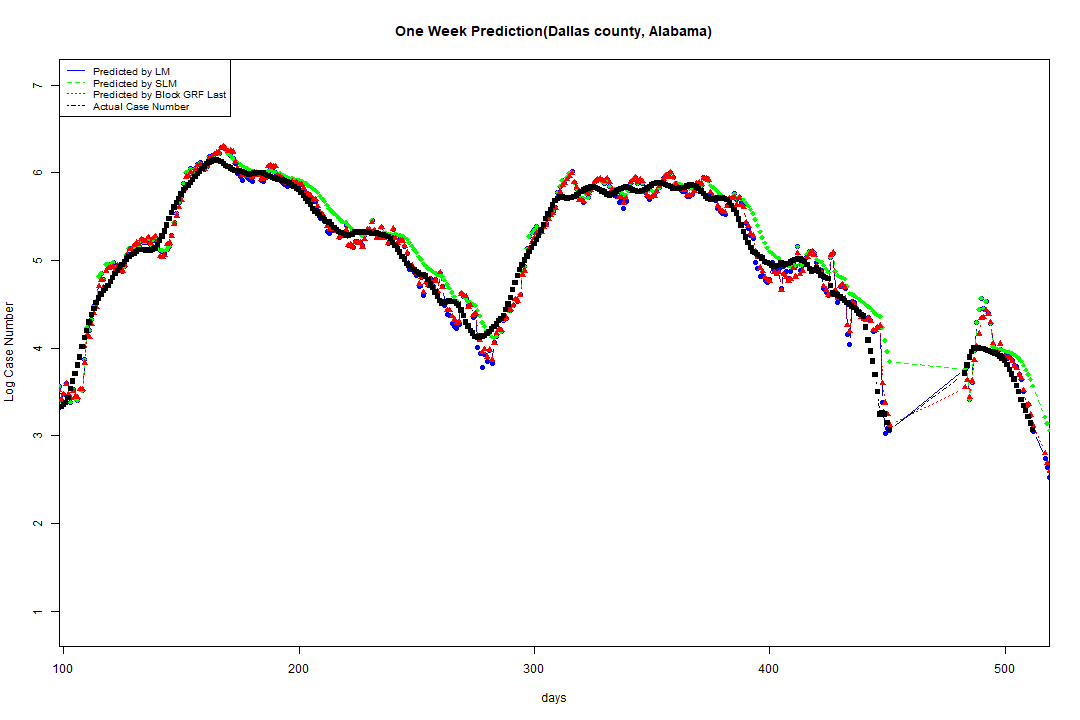 One Week Prediction(Dallas county, Alabama)
Predicted by LM
Predicted by SLM
Predicted by Block GRF Last
Actual Case Number
Log Case Number
7
6
5
4
3
2
1
100 200 300 400 500
days